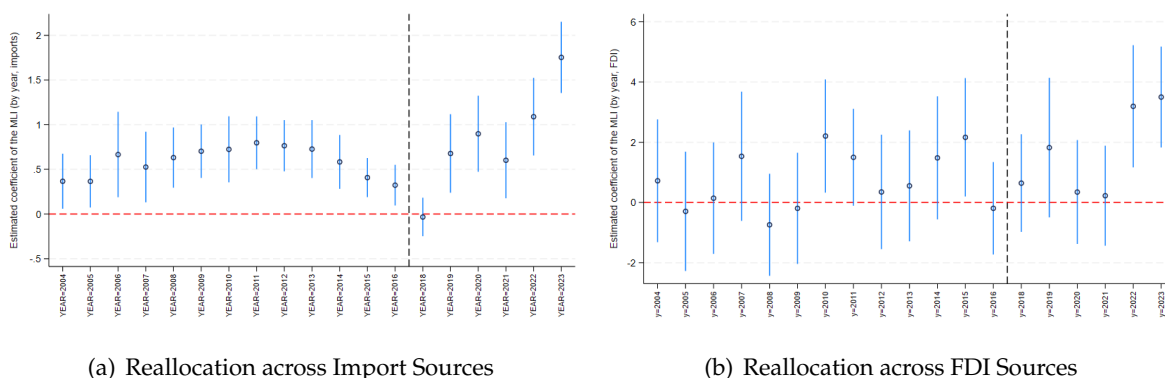 Estimated coefficient of the MLI (by year, imports)
2
1.5
1
.5
0
-.5
YEAR=2004
YEAR=2005
YEAR=2006
YEAR=2007
YEAR=2008
YEAR=2009
YEAR=2010
YEAR=2011
YEAR=2012
YEAR=2013
YEAR=2014
YEAR=2015
YEAR=2016
YEAR=2018
YEAR=2019
YEAR=2020
YEAR=2021
YEAR=2022
YEAR=2023
(a) Reallocation across Import Sources
Estimated coefficient of the MLI (by year, FDI)
6
4
2
0
-2
y=2004
y=2005
y=2006
y=2007
y=2008
y=2009
y=2010
y=2011
y=2012
y=2013
y=2014
y=2015
y=2016
y=2018
y=2019
y=2020
y=2021
y=2022
y=2023
(b) Reallocation across FDI Sources